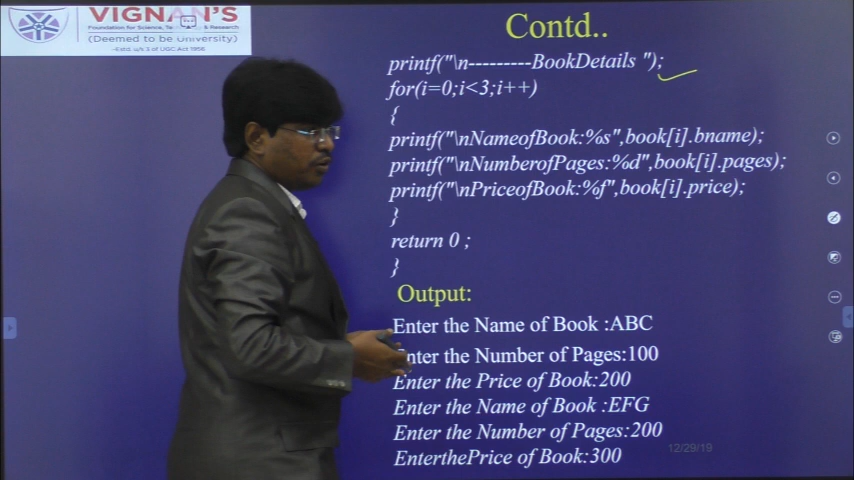 VIGNAN'S
Foundation for Science, Te & Research
(Deemed to be University)
-Estd. u/s 3 of UGC Act 1956
Contd..
printf("\n---------BookDetails ");
for(i=0;i<3;i++)
{
printf("\nNameofBook:%s",book[i].bname);
printf("\nNumberofPages:%d",book[i].pages);
printf("\nPriceofBook:%f",book[i].price);
}
return 0 ;
}
Output:
Enter the Name of Book :ABC
Enter the Number of Pages:100
Enter the Price of Book:200
Enter the Name of Book :EFG
Enter the Number of Pages:200
EnterthePrice of Book:300
12/29/19